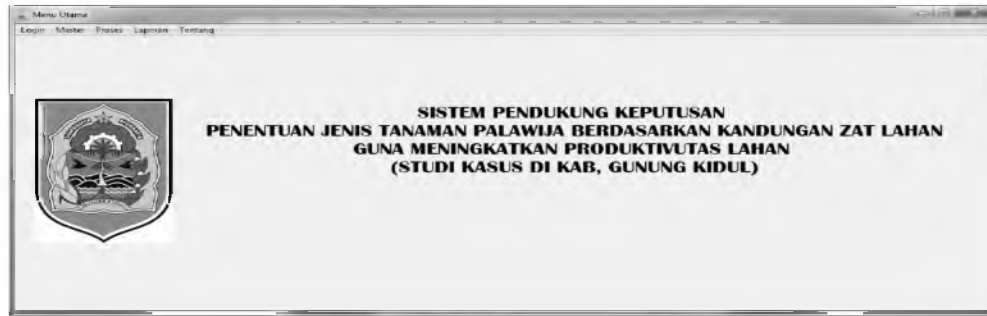 Menu Utama
Login Master Proses Laporan Tentang
SISTEM PENDUKUNG KEPUTUSAN
PENENTUAN JENIS TANAMAN PALAWIJA BERDASARKAN KANDUNGAN ZAT LAHAN
GUNA MENINGKATKAN PRODUKTIVUTAS LAHAN
(STUDI KASUS DI KAB, GUNUNG KIDUL)